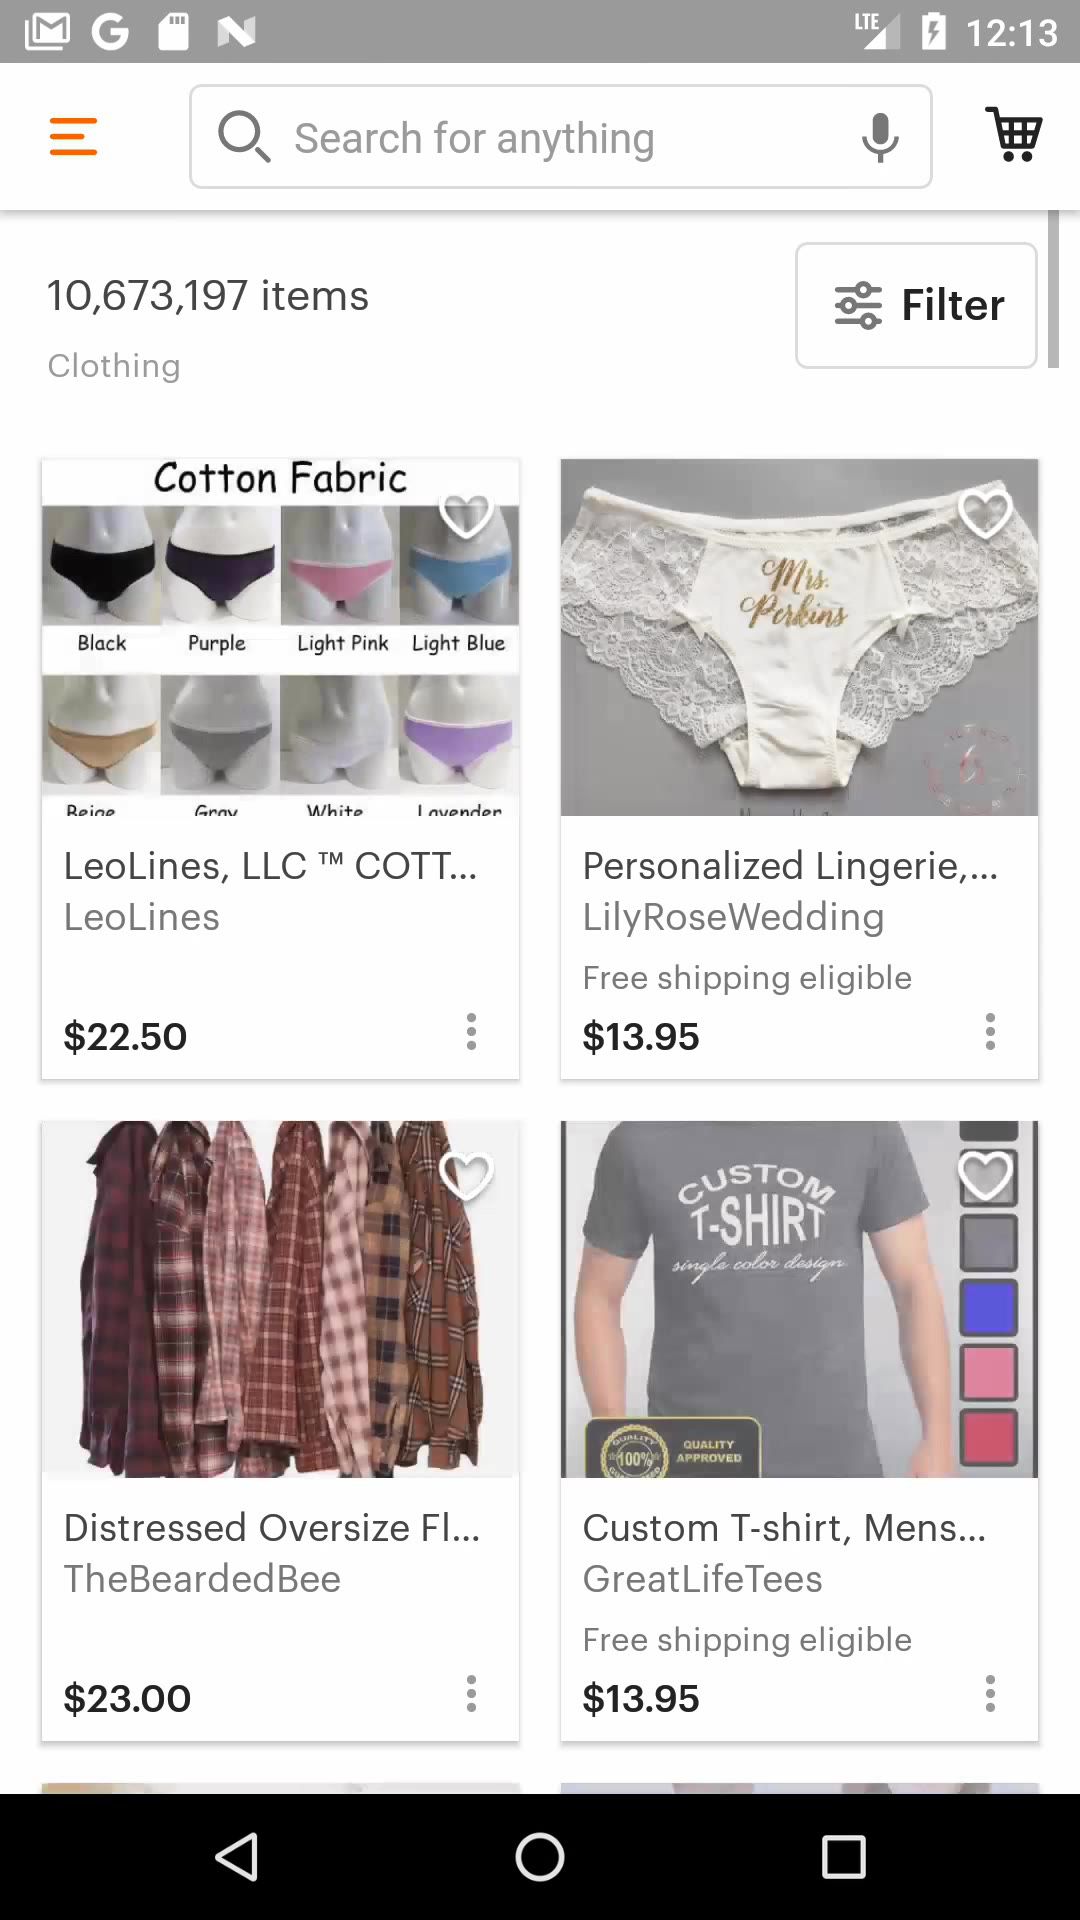 LTE 12:13
Search for anything
10,673,197 items
Filter
Clothing
Cotton Fabric
Black Purple Light Pink Light Blue
Beige Gray White Lavender
Mrs.
Perkins
LeoLines, LLC ™ COTT...
LeoLines
$22.50
Personalized Lingerie,...
LilyRoseWedding
Free shipping eligible
$13.95
CUSTOM
T-SHIRT
single color design
QUALITY
100%
QUALITY
APPROVED
Distressed Oversize Fl...
TheBeardedBee
$23.00
Custom T-shirt, Mens...
GreatLifeTees
Free shipping eligible
$13.95